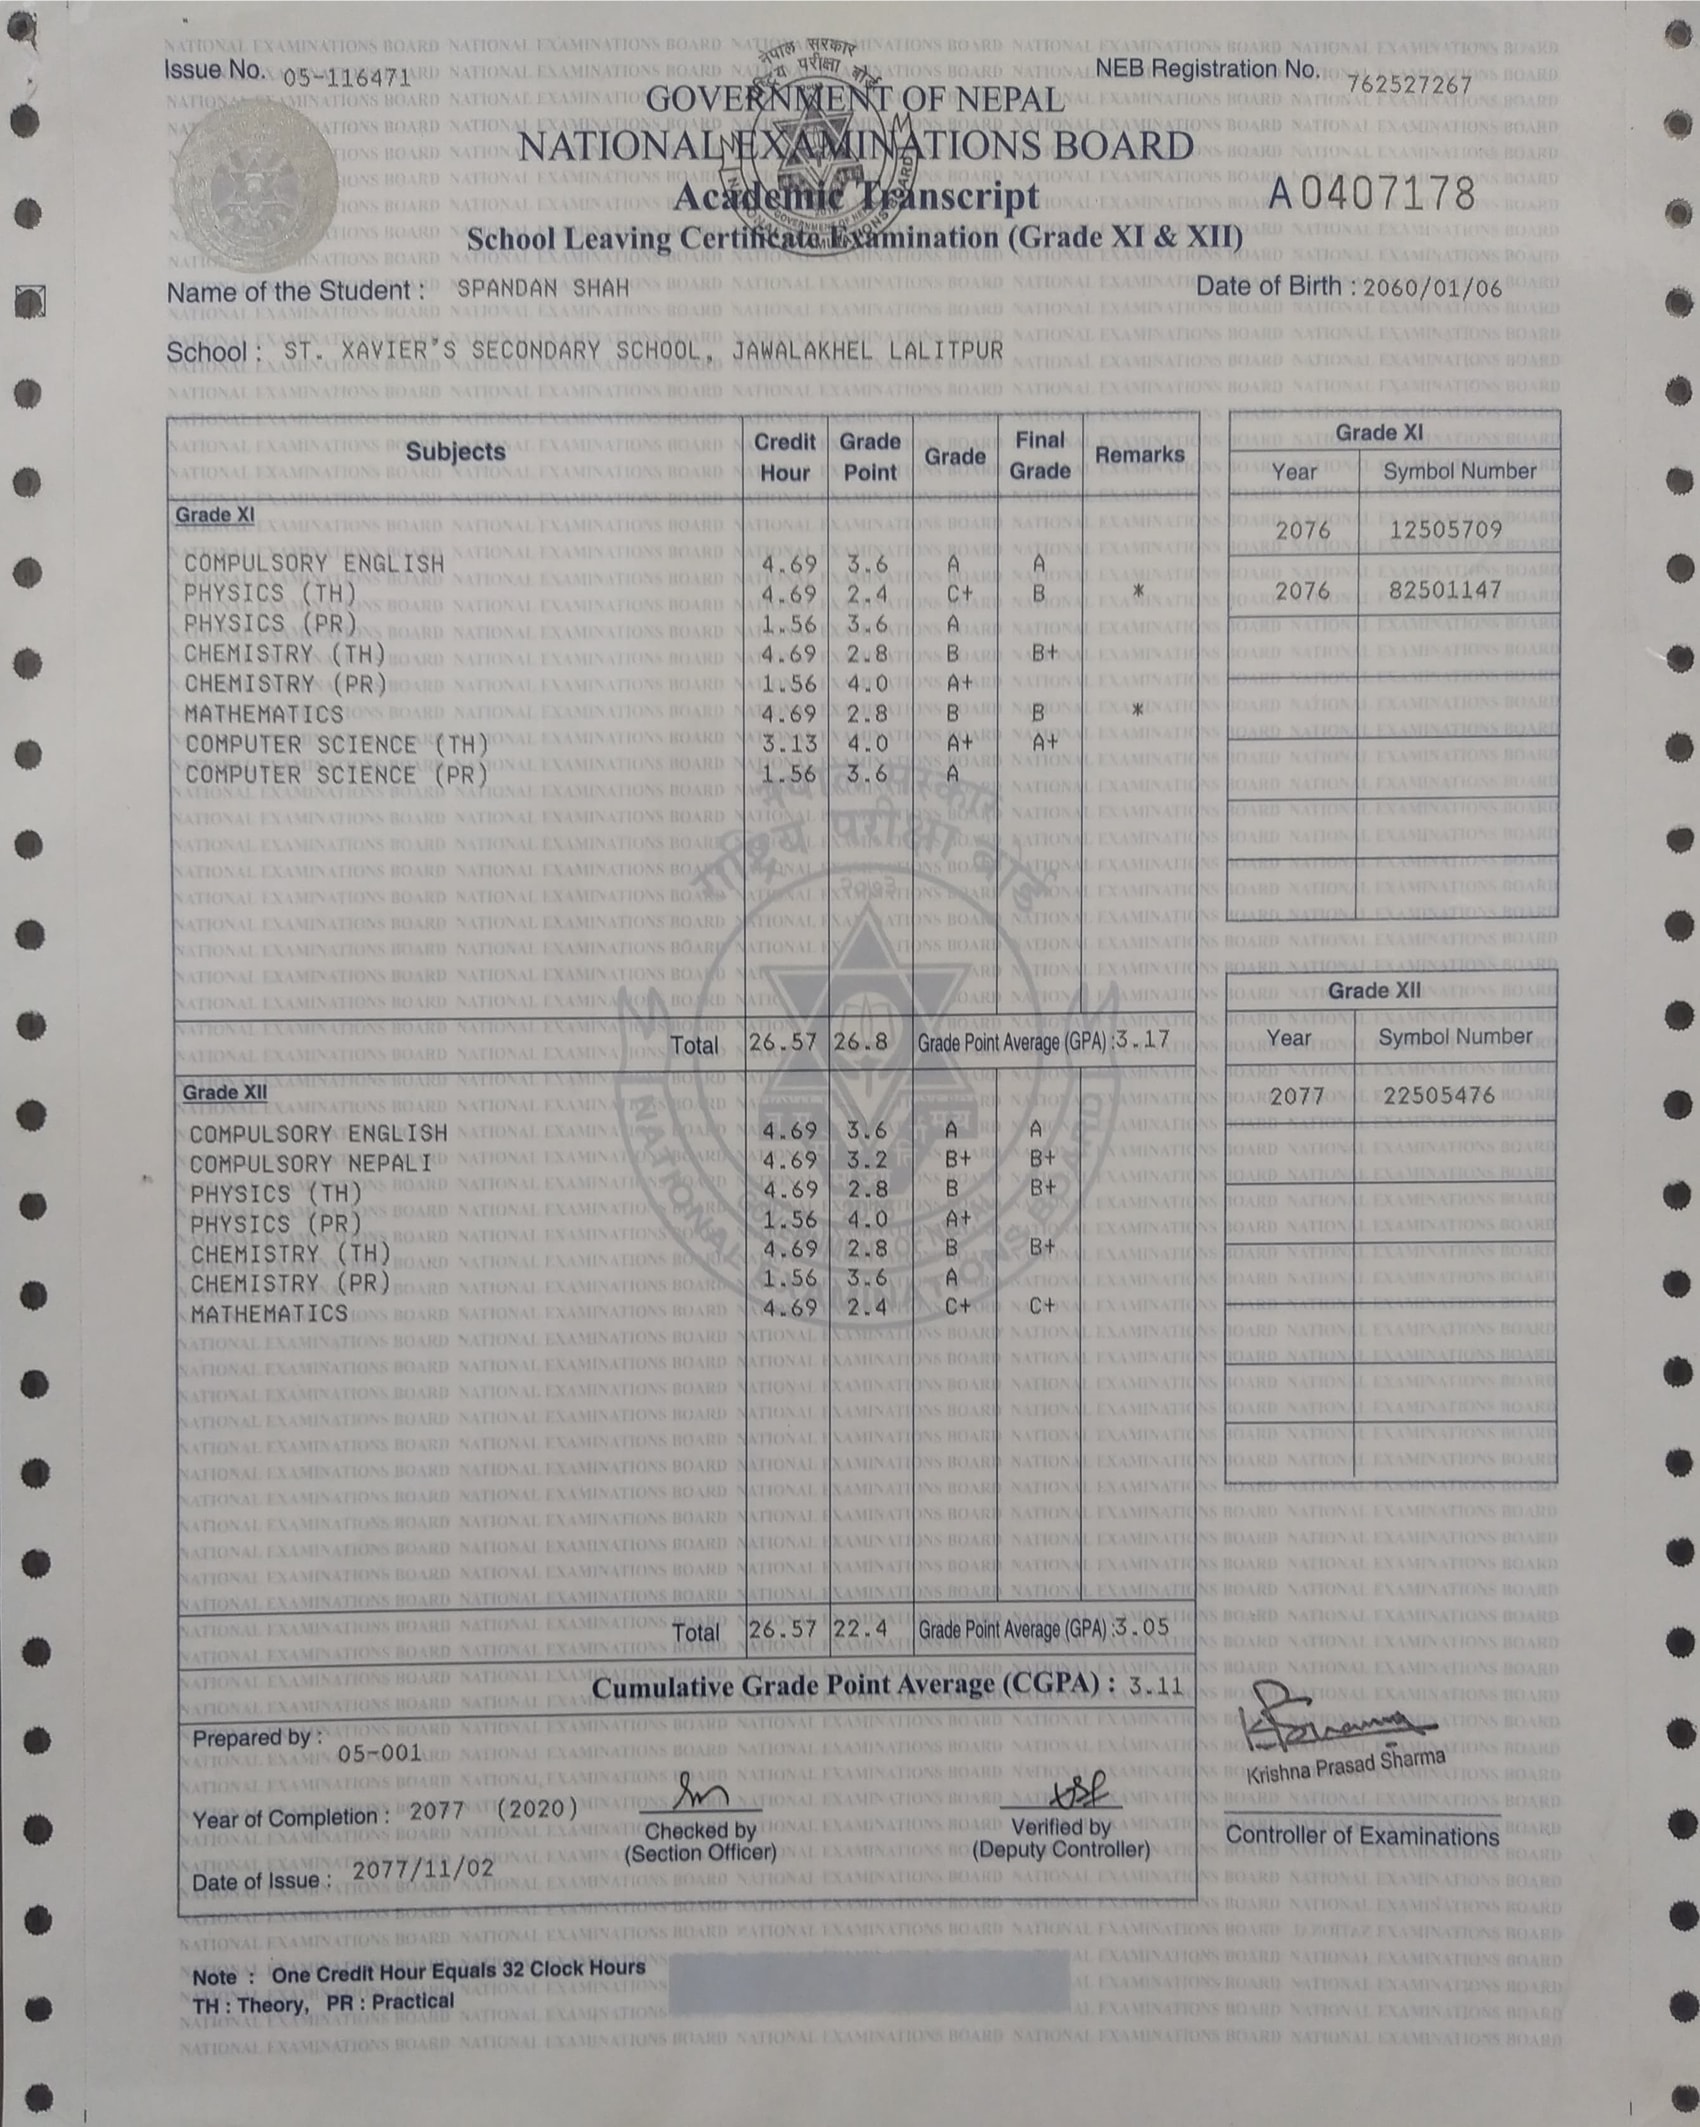 Issue No. 05-116471
NEB Registration No. 762527267
नेपाल सरकार
GOVERNMENT OF NEPAL
NATIONAL EXAMINATIONS BOARD
Academic Transcript
A0407178
School Leaving Certificate Examination (Grade XI & XII)
Name of the Student : SPANDAN SHAH
Date of Birth : 2060/01/06
School : ST. XAVIER'S SECONDARY SCHOOL, JAWALAKHEL LALITPUR
Subjects Credit Hour Grade Point Grade Final Grade Remarks
Grade XI
COMPULSORY ENGLISH 4.69 3.6 A A
PHYSICS (TH) 4.69 2.4 C+ B *
PHYSICS (PR) 1.56 3.6 A
CHEMISTRY (TH) 4.69 2.8 B B+
CHEMISTRY (PR) 1.56 4.0 A+
MATHEMATICS 4.69 2.8 B B *
COMPUTER SCIENCE (TH) 3.13 4.0 A+ A+
COMPUTER SCIENCE (PR) 1.56 3.6 A
Total 26.57 26.8 Grade Point Average (GPA) :3.17
Grade XII
COMPULSORY ENGLISH 4.69 3.6 A A
COMPULSORY NEPALI 4.69 3.2 B+ B+
PHYSICS (TH) 4.69 2.8 B B+
PHYSICS (PR) 1.56 4.0 A+
CHEMISTRY (TH) 4.69 2.8 B B+
CHEMISTRY (PR) 1.56 3.6 A
MATHEMATICS 4.69 2.4 C+ C+
Total 26.57 22.4 Grade Point Average (GPA) :3.05
Cumulative Grade Point Average (CGPA) : 3.11
Grade XI
Year Symbol Number
2076 12505709
2076 82501147
Grade XII
Year Symbol Number
2077 22505476
Prepared by : 05-001
Year of Completion : 2077 (2020)
Date of Issue : 2077/11/02
Checked by
(Section Officer)
Verified by
(Deputy Controller)
Krishna Prasad Sharma
Controller of Examinations
Note : One Credit Hour Equals 32 Clock Hours
TH : Theory, PR : Practical